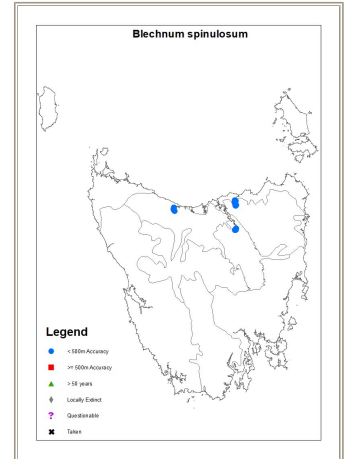 Blechnum spinulosum
Legend
< 500m Accuracy
>= 500m Accuracy
> 50 years
Locally Extinct
? Questionable
Taken